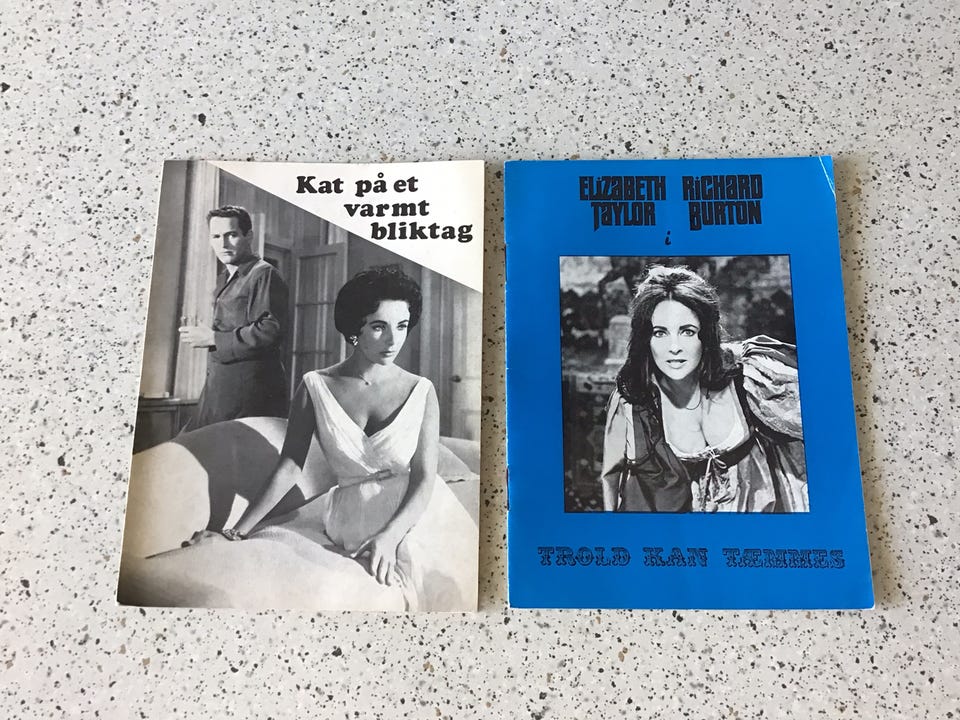 Kat på et
varmt
bliktag
ELIZABETH TAYLOR
RICHARD BURTON
i
TROLD KAN TÆMMES